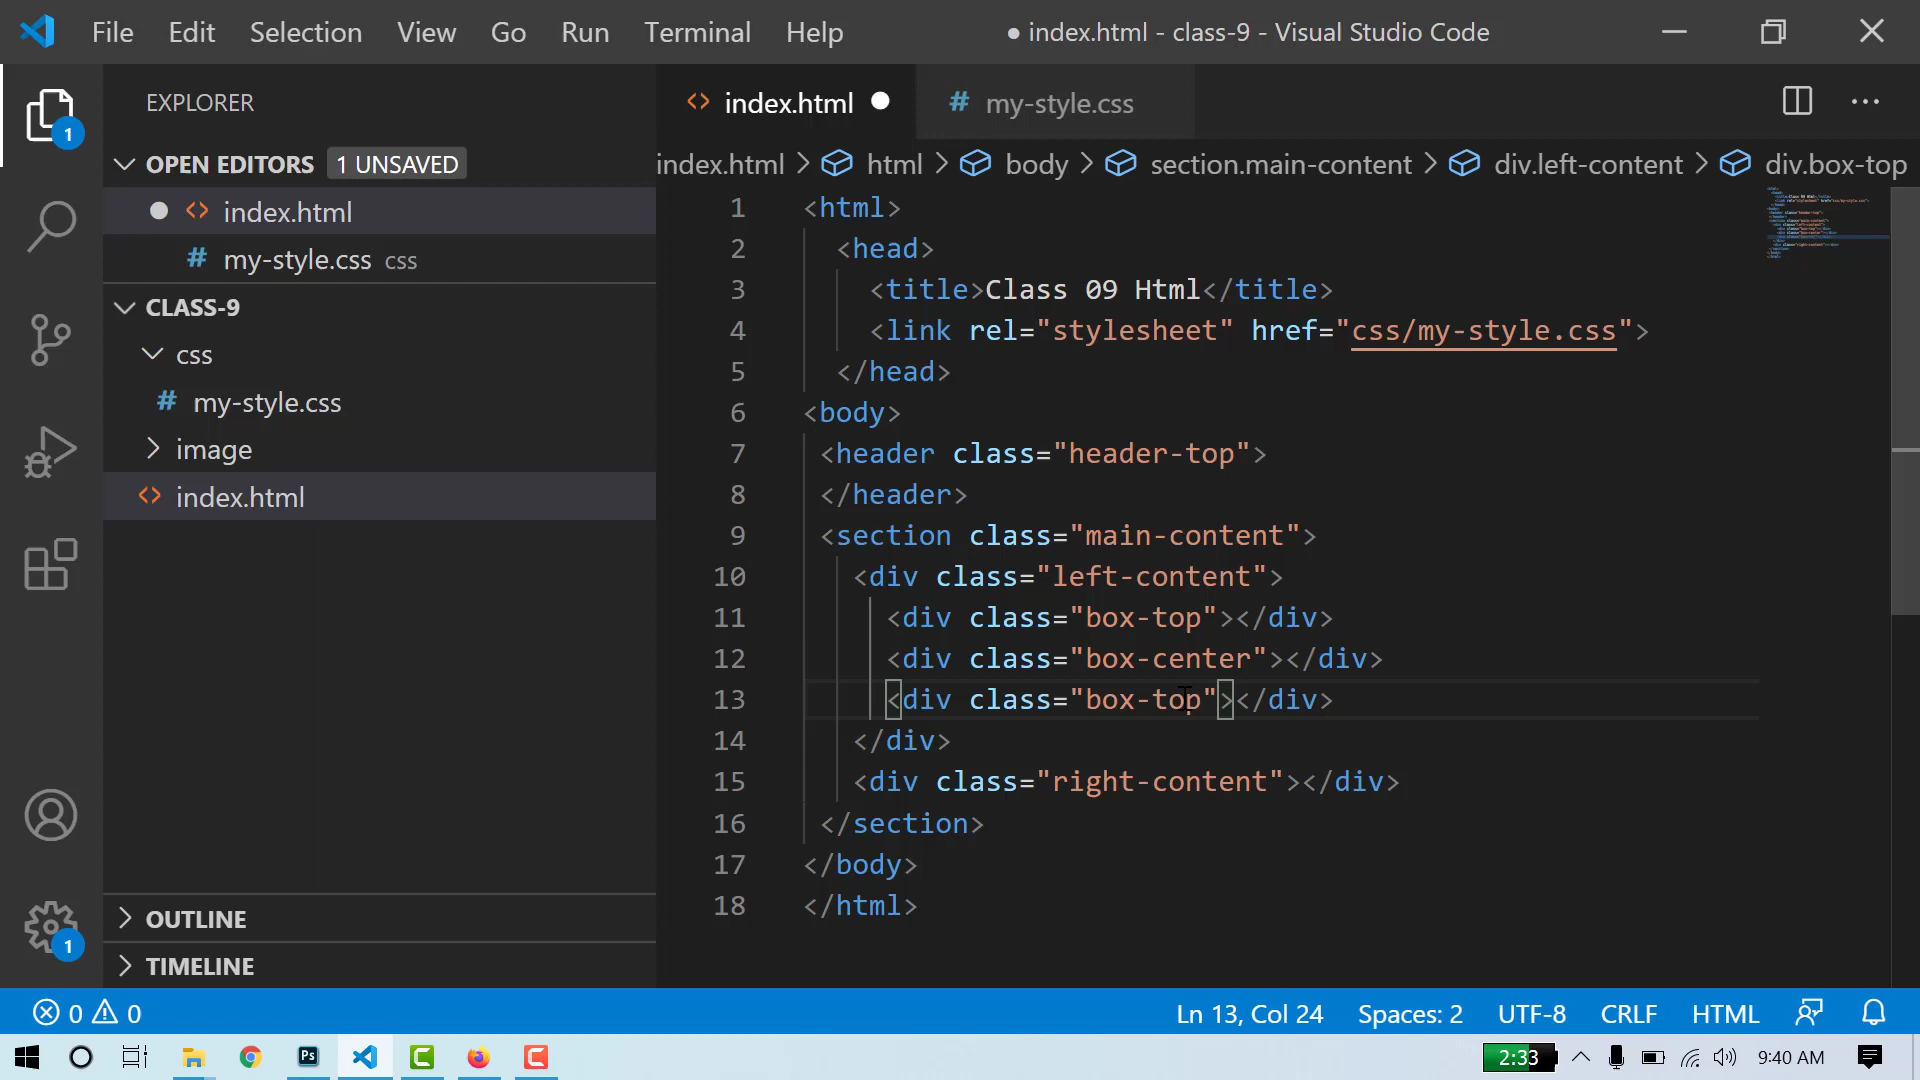 File Edit Selection View Go Run Terminal Help ● index.html - class-9 - Visual Studio Code
EXPLORER
1
OPEN EDITORS 1 UNSAVED
index.html
my-style.css css
CLASS-9
css
my-style.css
image
index.html
OUTLINE
1
TIMELINE
index.html
# my-style.css
index.html > html > body > section.main-content > div.left-content > div.box-top
1 <html>
2 <head>
3 <title>Class 09 Html</title>
4 <link rel="stylesheet" href="css/my-style.css">
5 </head>
6 <body>
7 <header class="header-top">
8 </header>
9 <section class="main-content">
10 <div class="left-content">
11 <div class="box-top"></div>
12 <div class="box-center"></div>
13 <div class="box-top"></div>
14 </div>
15 <div class="right-content"></div>
16 </section>
17 </body>
18 </html>
0 0 Ln 13, Col 24 Spaces: 2 UTF-8 CRLF HTML
Ps 2:33 9:40 AM